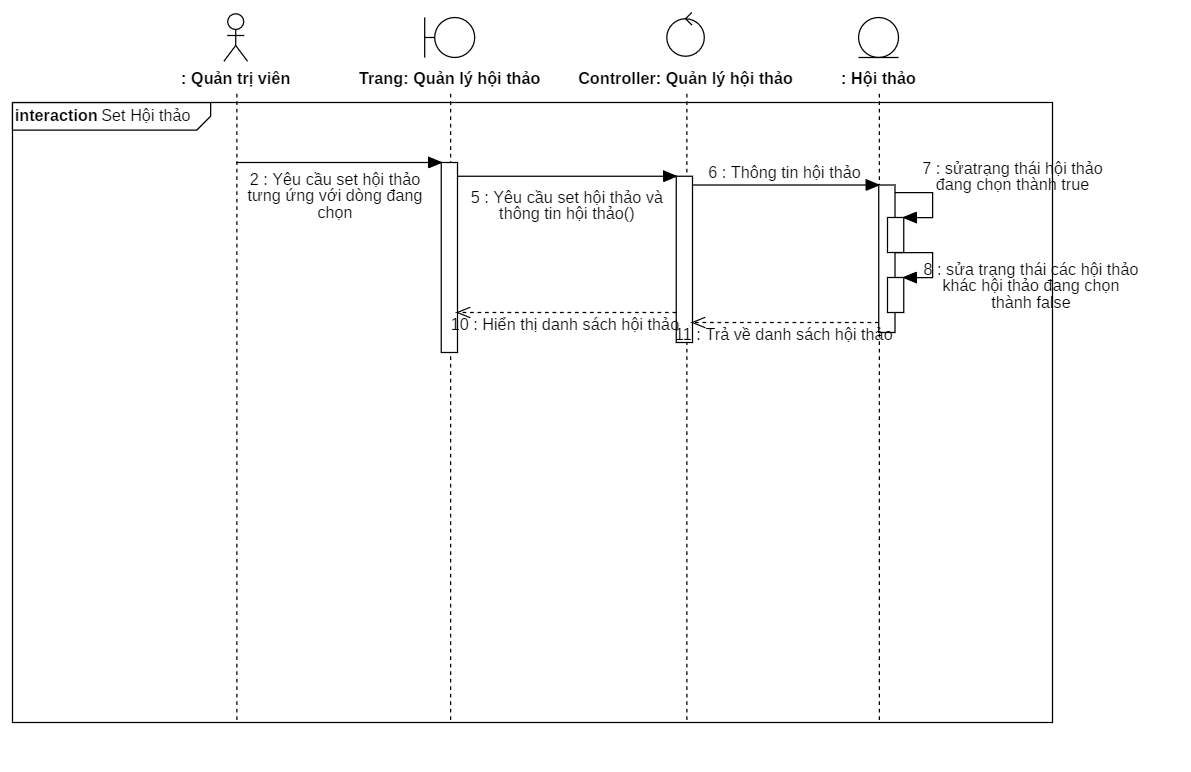 : Quản trị viên
Trang: Quản lý hội thảo
Controller: Quản lý hội thảo
: Hội thảo
interaction Set Hội thảo
2 : Yêu cầu set hội thảo
tưng ứng với dòng đang
chọn
5 : Yêu cầu set hội thảo và
thông tin hội thảo()
6 : Thông tin hội thảo
7 : sửatrạng thái hội thảo
đang chọn thành true
8 : sửa trạng thái các hội thảo
khác hội thảo đang chọn
thành false
10 : Hiển thị danh sách hội thảo
11 : Trả về danh sách hội thảo